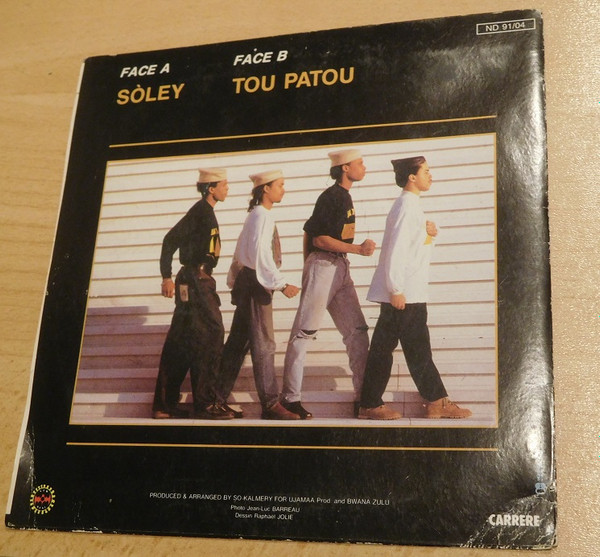 ND 91/04
FACE A
FACE B
SÒLEY
TOU PATOU
PRODUCED & ARRANGED BY SO-KALMERY FOR UJAMAA Prod. and BWANA ZULU
Photo Jean-Luc BARREAU
Dessin Raphaël JOLIE
CARRERE